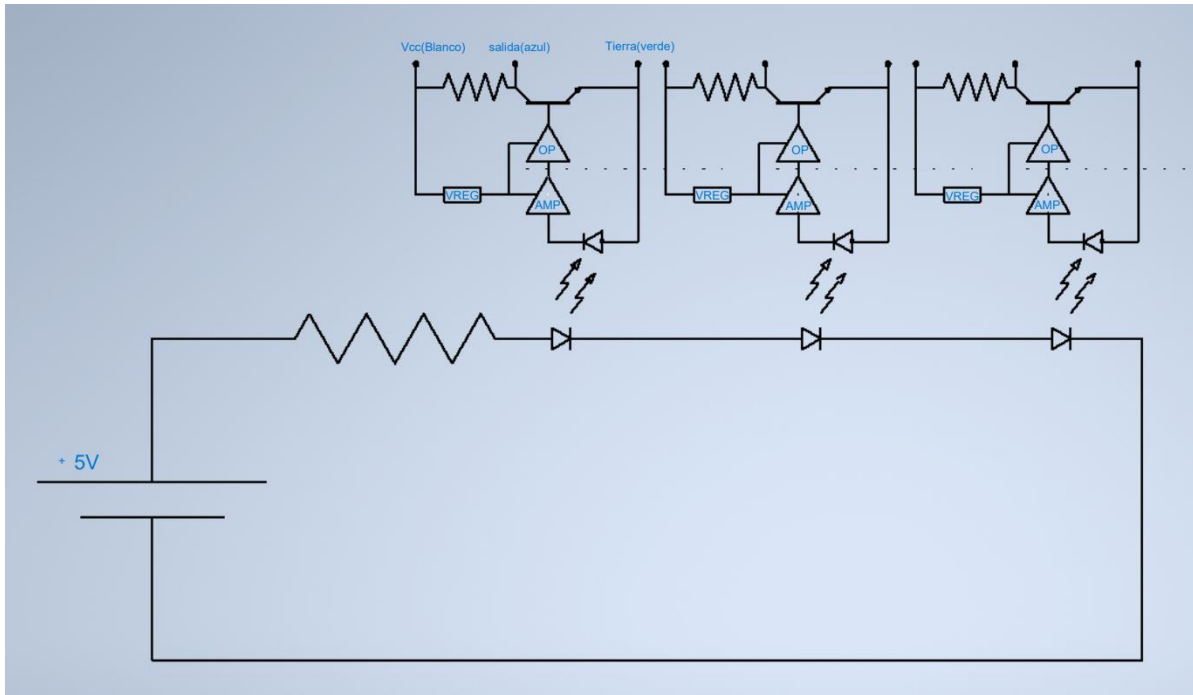 Vcc(Blanco) salida(azul) Tierra(verde)
OP OP OP
VREG VREG VREG
AMP AMP AMP
+ 5V